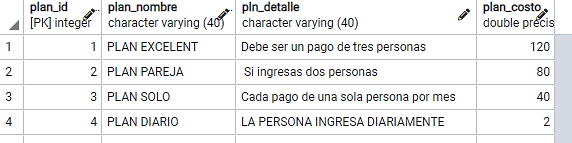 plan_id plan_nombre pln_detalle plan_costo
[PK] integer character varying (40) character varying (40) double precis
1 1 PLAN EXCELENT Debe ser un pago de tres personas 120
2 2 PLAN PAREJA Si ingresas dos personas 80
3 3 PLAN SOLO Cada pago de una sola persona por mes 40
4 4 PLAN DIARIO LA PERSONA INGRESA DIARIAMENTE 2